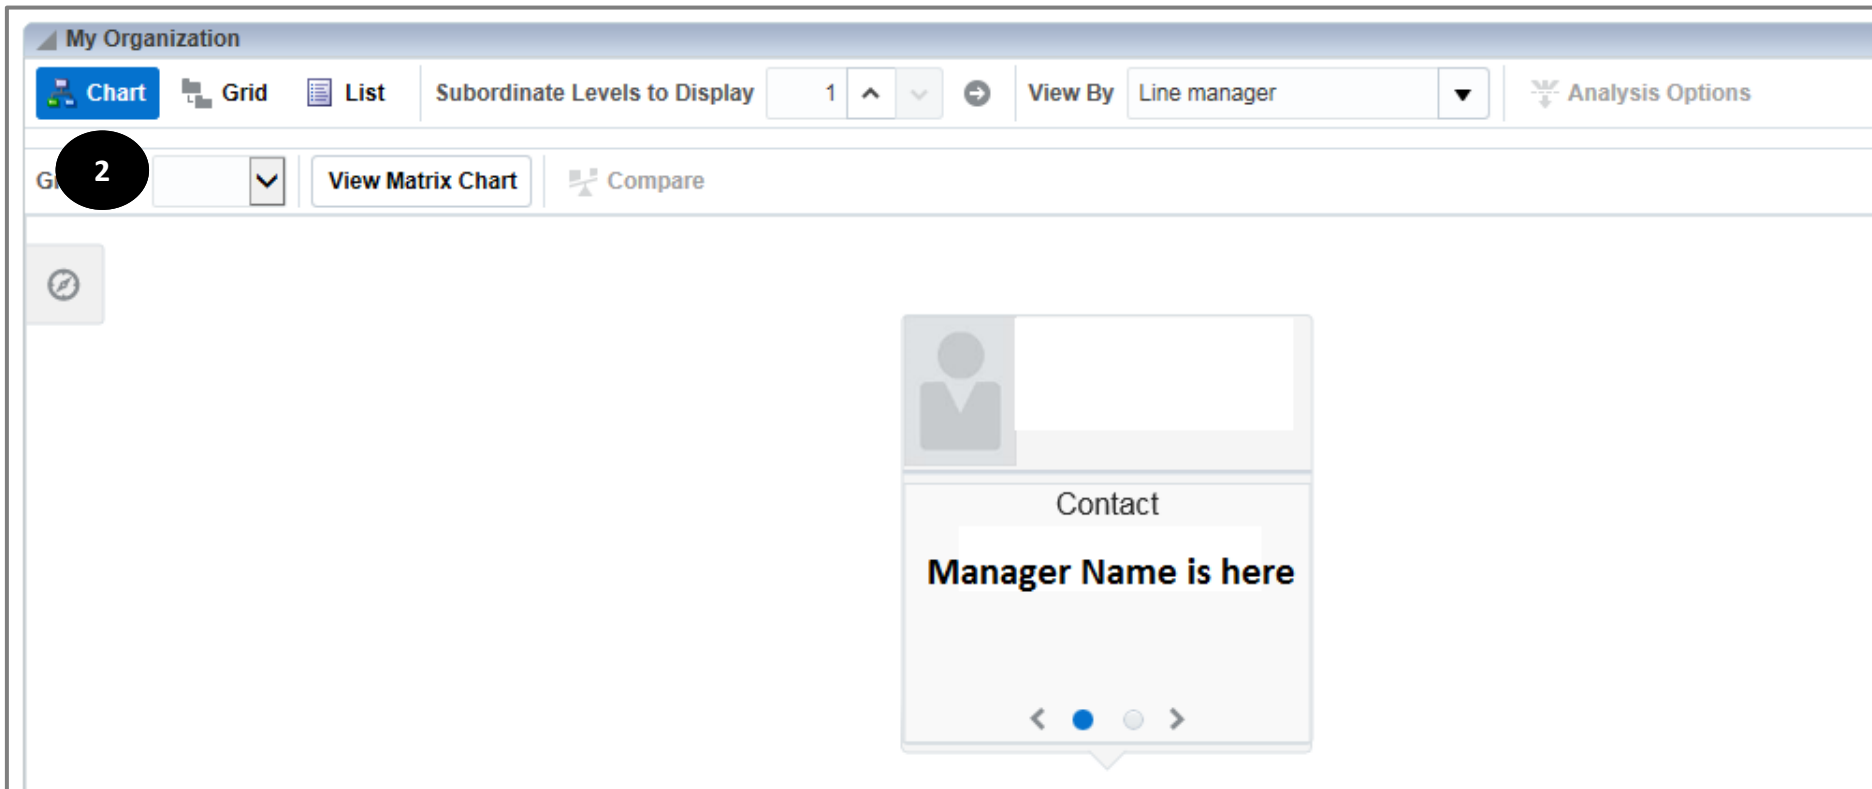 My Organization
Chart Grid List Subordinate Levels to Display 1 View By Line manager Analysis Options
2 View Matrix Chart Compare
Contact
Manager Name is here